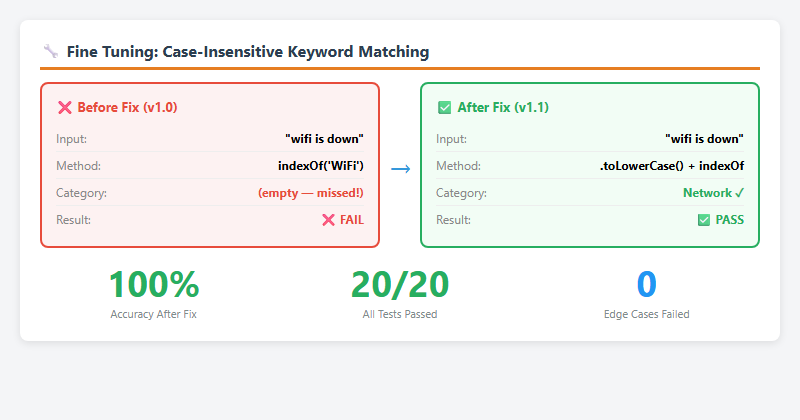 🔧 Fine Tuning: Case-Insensitive Keyword Matching
❌ Before Fix (v1.0)
Input: "wifi is down"
Method: indexOf('WiFi')
Category: (empty — missed!)
Result: ❌ FAIL
→
✅ After Fix (v1.1)
Input: "wifi is down"
Method: .toLowerCase() + indexOf
Category: Network ✓
Result: ✅ PASS
100%
Accuracy After Fix
20/20
All Tests Passed
0
Edge Cases Failed